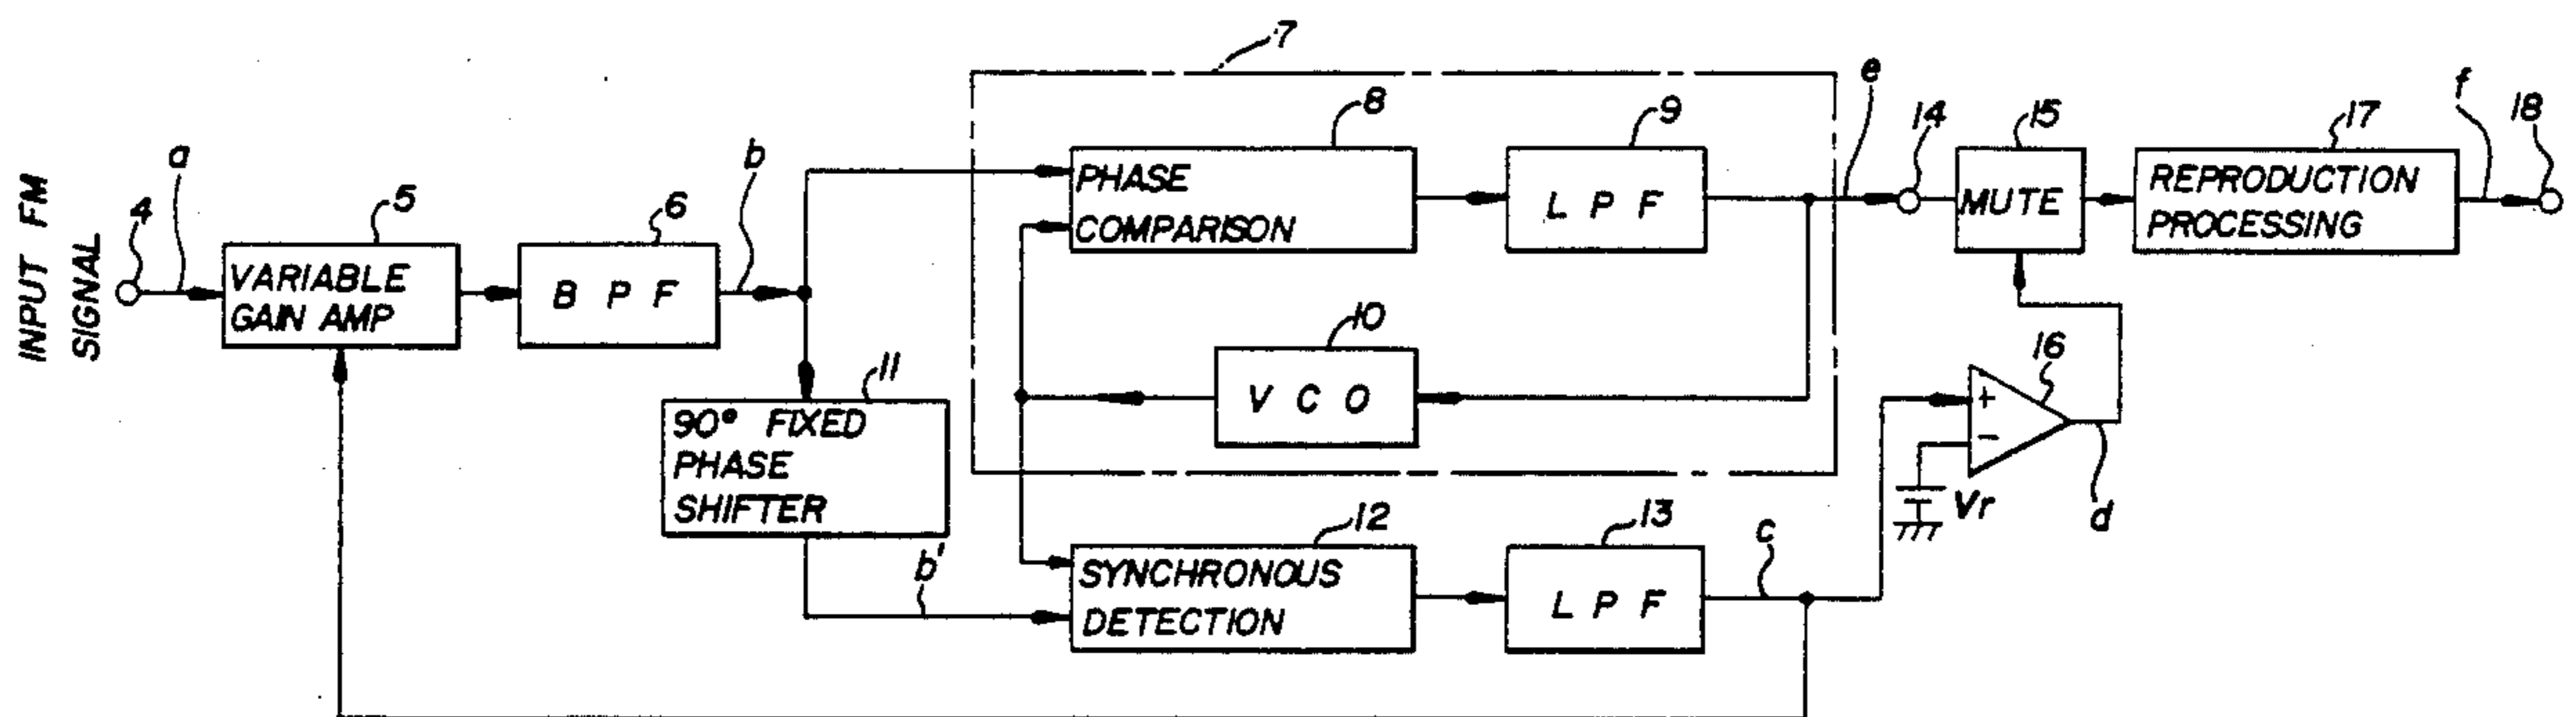 INPUT FM
SIGNAL
4
a
5
VARIABLE
GAIN AMP
6
B P F
b
11
90° FIXED
PHASE
SHIFTER
b'
7
8
PHASE
COMPARISON
9
L P F
10
V C O
12
SYNCHRONOUS
DETECTION
13
L P F
c
e
14
15
MUTE
16
+
-
Vr
d
17
REPRODUCTION
PROCESSING
f
18